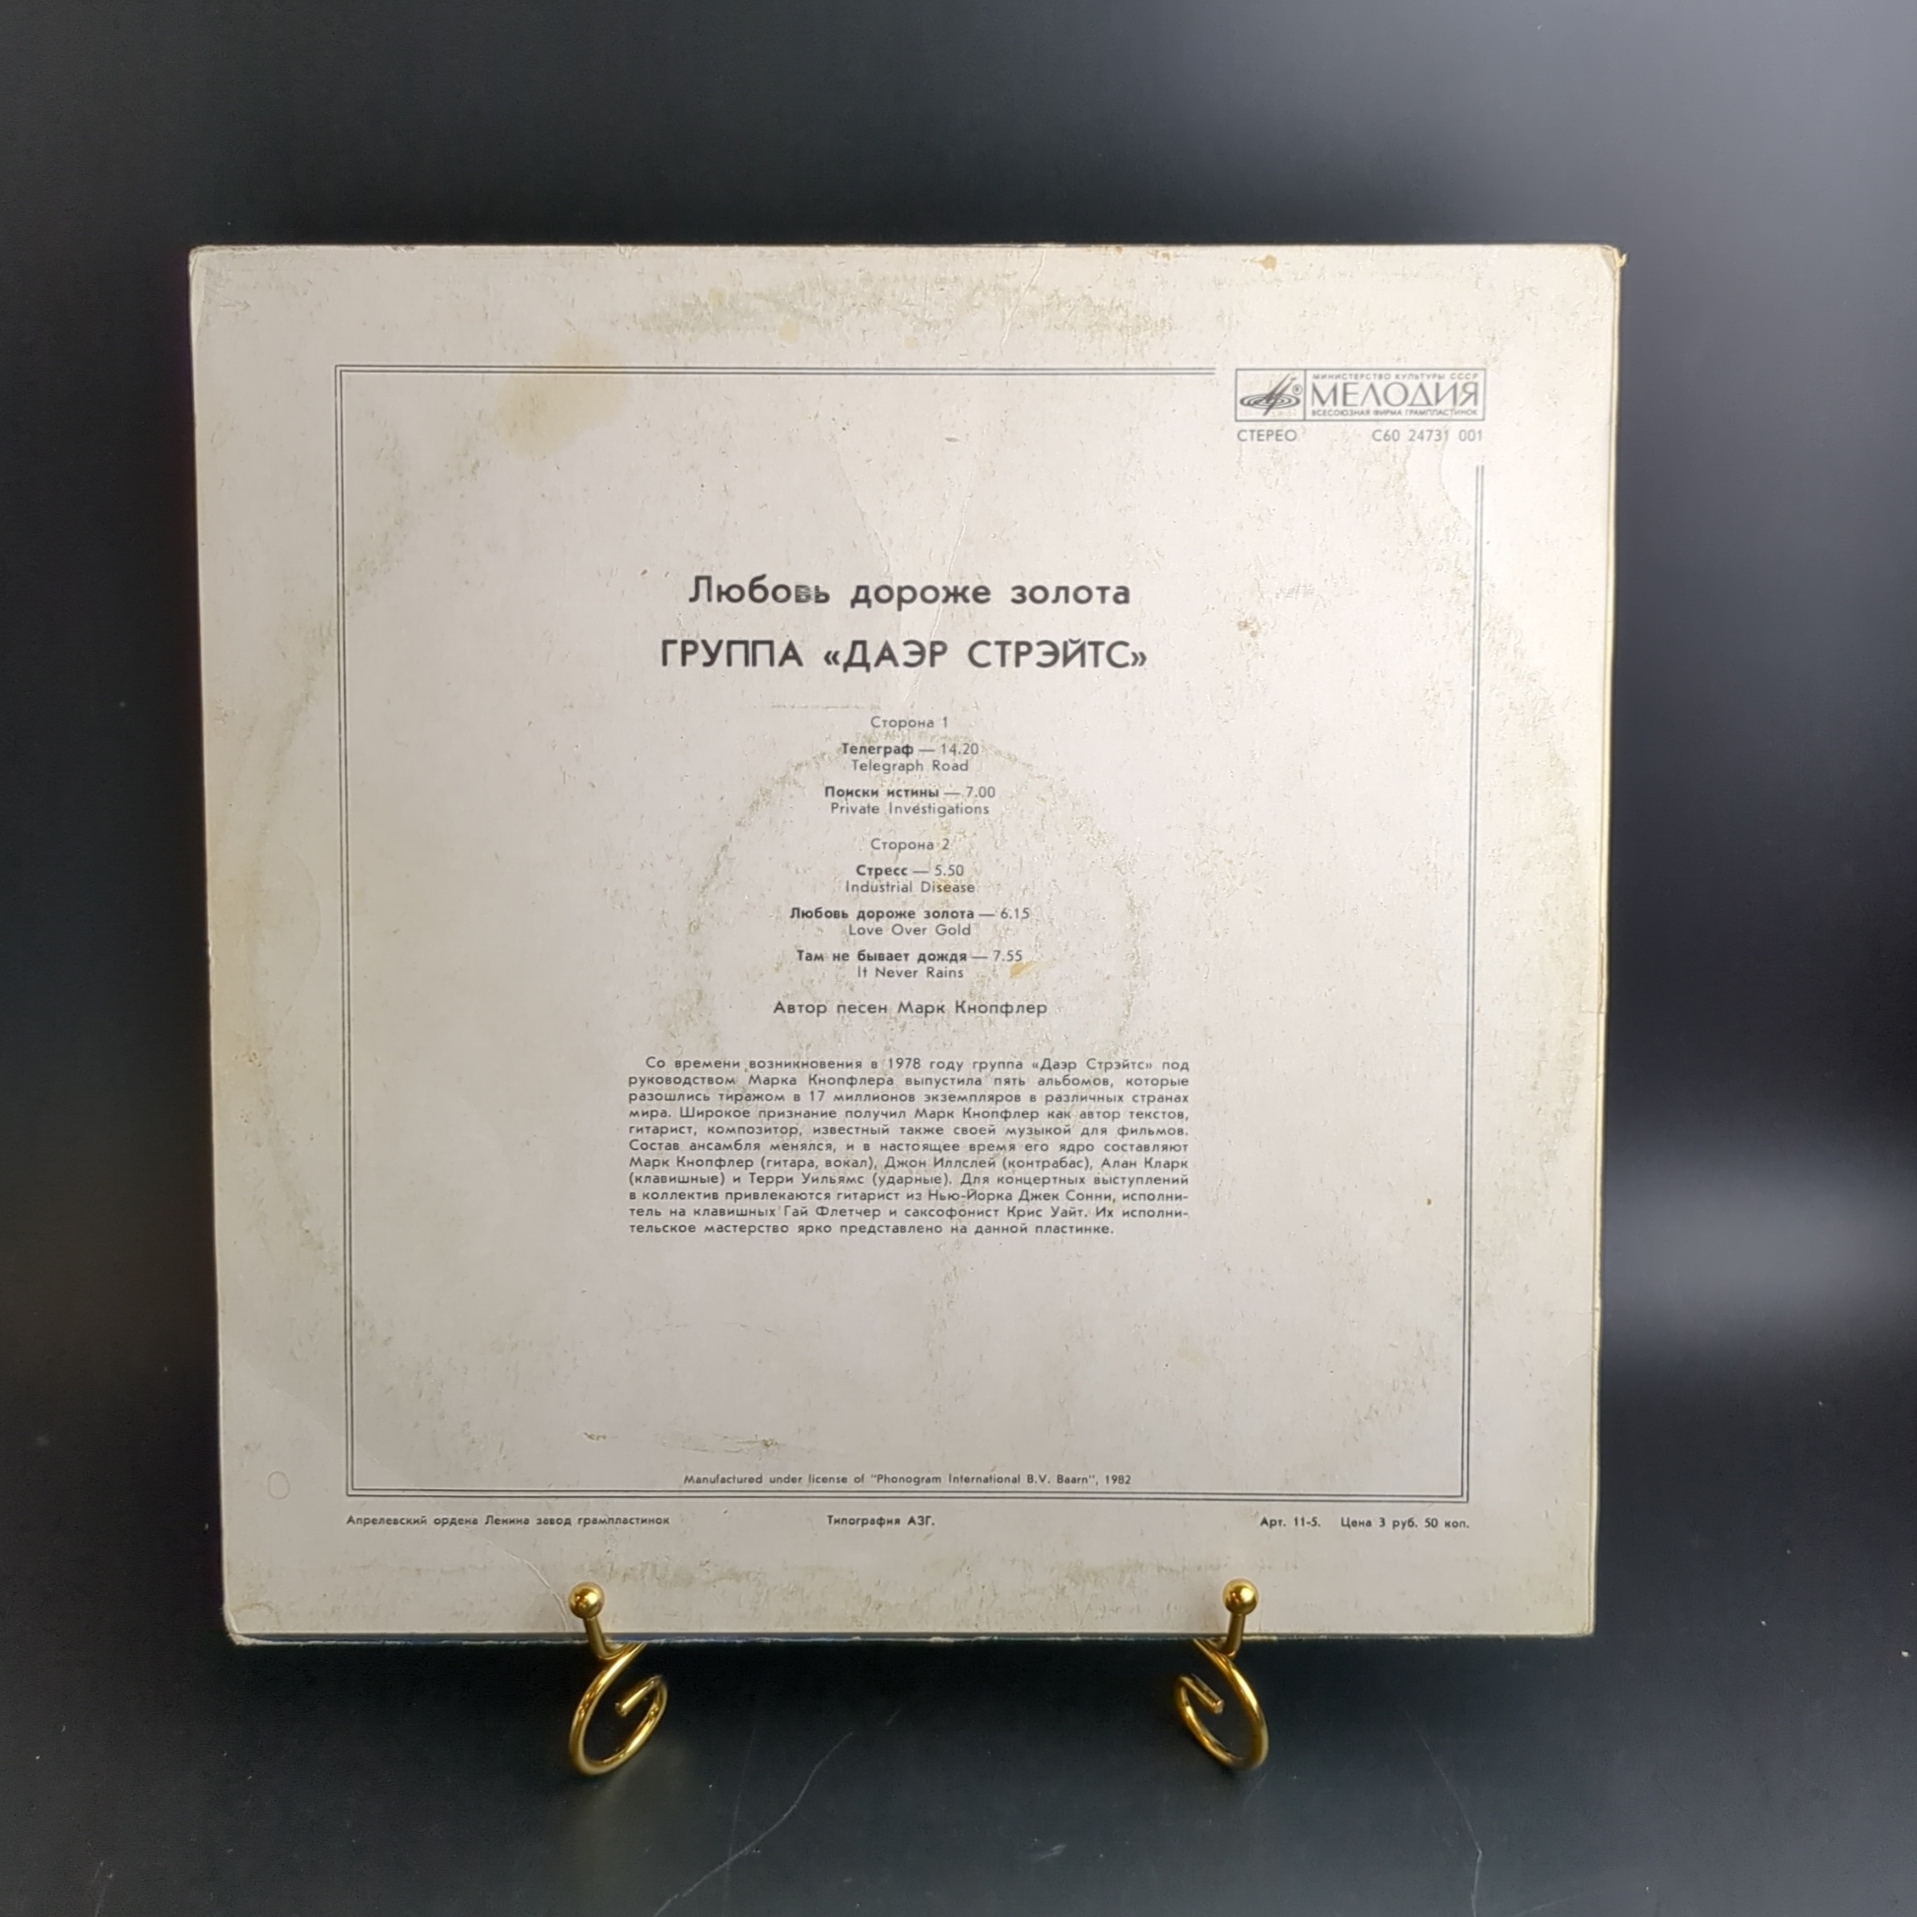 МИНИСТЕРСТВО КУЛЬТУРЫ СССР
МЕЛОДИЯ
ВСЕСОЮЗНАЯ ФИРМА ГРАМПЛАСТИНОК
СТЕРЕО С60 24731 001
Любовь дороже золота
ГРУППА «ДАЭР СТРЭЙТС»
Сторона 1
Телеграф — 14.20
Telegraph Road
Поиски истины — 7.00
Private Investigations
Сторона 2
Стресс — 5.50
Industrial Disease
Любовь дороже золота — 6.15
Love Over Gold
Там не бывает дождя — 7.55
It Never Rains
Автор песен Марк Кнопфлер
Со времени возникновения в 1978 году группа «Даэр Стрэйтс» под
руководством Марка Кнопфлера выпустила пять альбомов, которые
разошлись тиражом в 17 миллионов экземпляров в различных странах
мира. Широкое признание получил Марк Кнопфлер как автор текстов,
гитарист, композитор, известный также своей музыкой для фильмов.
Состав ансамбля менялся, и в настоящее время его ядро составляют
Марк Кнопфлер (гитара, вокал), Джон Иллслей (контрабас), Алан Кларк
(клавишные) и Терри Уильямс (ударные). Для концертных выступлений
в коллектив привлекаются гитарист из Нью-Йорка Джек Сонни, исполни-
тель на клавишных Гай Флетчер и саксофонист Крис Уайт. Их исполни-
тельское мастерство ярко представлено на данной пластинке.
Manufactured under license of "Phonogram International B.V. Baarn", 1982
Апрелевский ордена Ленина завод грампластинок Типография АЗГ. Арт. 11-5. Цена 3 руб. 50 коп.